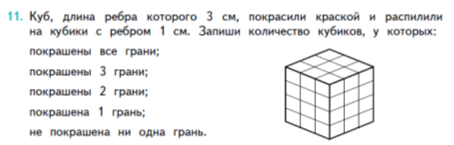 11. Куб, длина ребра которого 3 см, покрасили краской и распилили
на кубики с ребром 1 см. Запиши количество кубиков, у которых:
покрашены все грани;
покрашены 3 грани;
покрашены 2 грани;
покрашена 1 грань;
не покрашена ни одна грань.